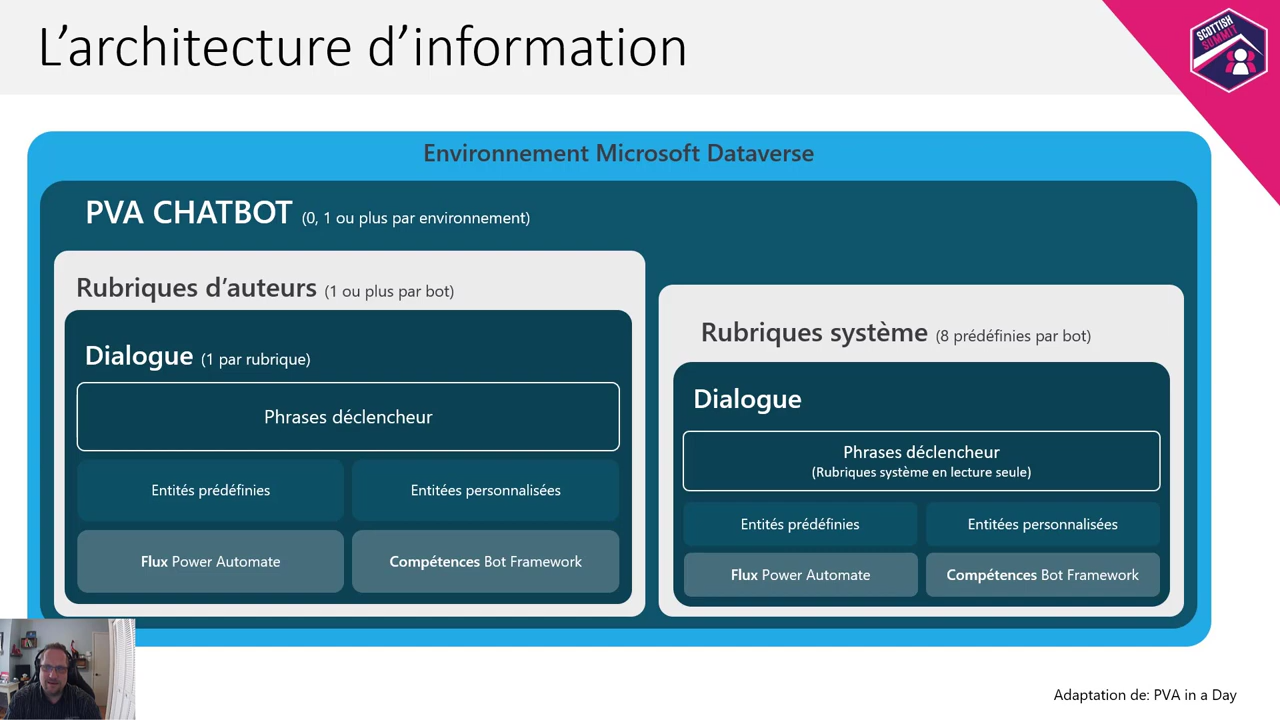 L'architecture d'information
SCOTTISH
SUMMIT
Environnement Microsoft Dataverse
PVA CHATBOT (0, 1 ou plus par environnement)
Rubriques d'auteurs (1 ou plus par bot)
Dialogue (1 par rubrique)
Phrases déclencheur
Entités prédéfinies
Entitées personnalisées
Flux Power Automate
Compétences Bot Framework
Rubriques système (8 prédéfinies par bot)
Dialogue
Phrases déclencheur
(Rubriques système en lecture seule)
Entités prédéfinies
Entitées personnalisées
Flux Power Automate
Compétences Bot Framework
Adaptation de: PVA in a Day